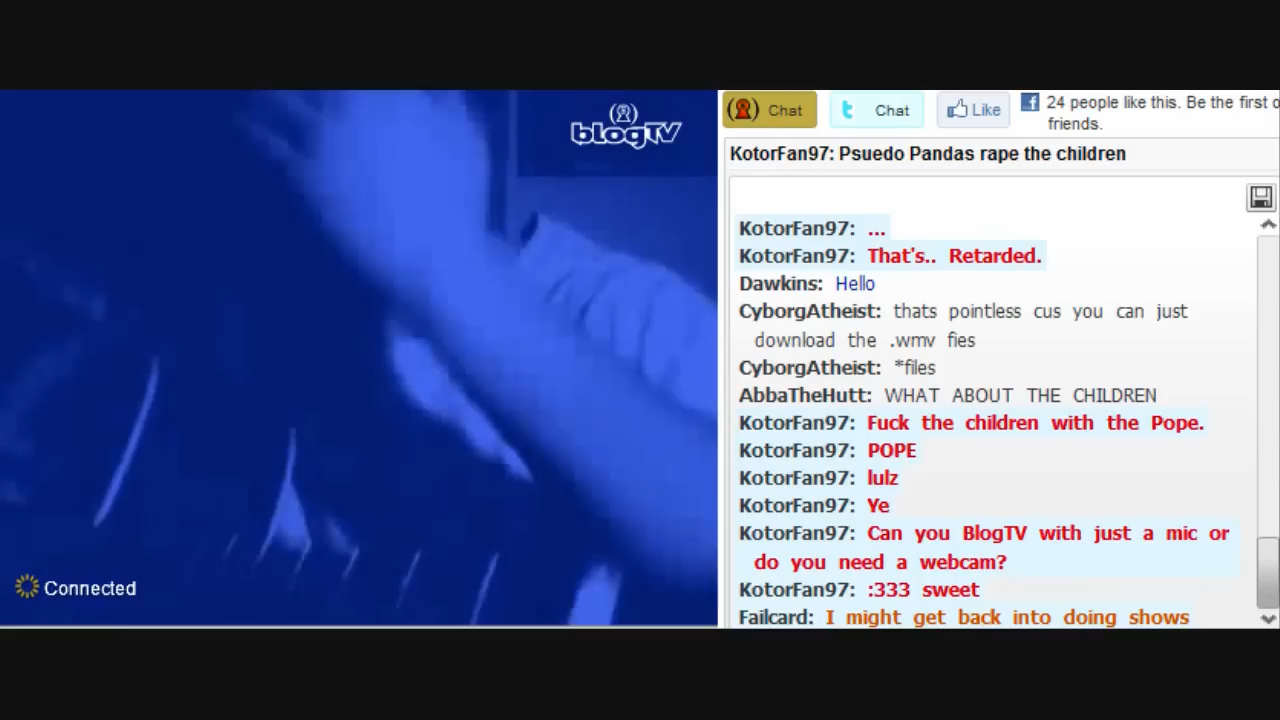 blogTV
Connected
Chat
Chat
Like
24 people like this. Be the first o
friends.
KotorFan97: Psuedo Pandas rape the children
KotorFan97: ...
KotorFan97: That's.. Retarded.
Dawkins: Hello
CyborgAtheist: thats pointless cus you can just
download the .wmv fies
CyborgAtheist: *files
AbbaTheHutt: WHAT ABOUT THE CHILDREN
KotorFan97: Fuck the children with the Pope.
KotorFan97: POPE
KotorFan97: lulz
KotorFan97: Ye
KotorFan97: Can you BlogTV with just a mic or
do you need a webcam?
KotorFan97: :333 sweet
Failcard: I might get back into doing shows